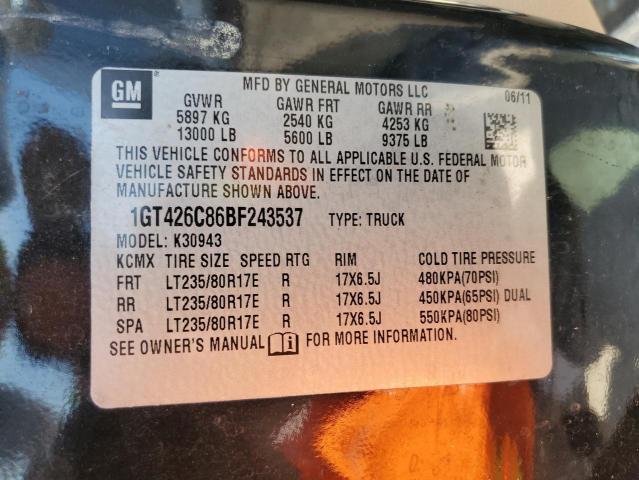 GM
MFD BY GENERAL MOTORS LLC
06/11
GVWR GAWR FRT GAWR RR
5897 KG 2540 KG 4253 KG
13000 LB 5600 LB 9375 LB
THIS VEHICLE CONFORMS TO ALL APPLICABLE U.S. FEDERAL MOTOR
VEHICLE SAFETY STANDARDS IN EFFECT ON THE DATE OF
MANUFACTURE SHOWN ABOVE.
1GT426C86BF243537 TYPE: TRUCK
MODEL: K30943
KCMX TIRE SIZE SPEED RTG RIM COLD TIRE PRESSURE
FRT LT235/80R17E R 17X6.5J 480KPA(70PSI)
RR LT235/80R17E R 17X6.5J 450KPA(65PSI) DUAL
SPA LT235/80R17E R 17X6.5J 550KPA(80PSI)
SEE OWNER'S MANUAL FOR MORE INFORMATION.